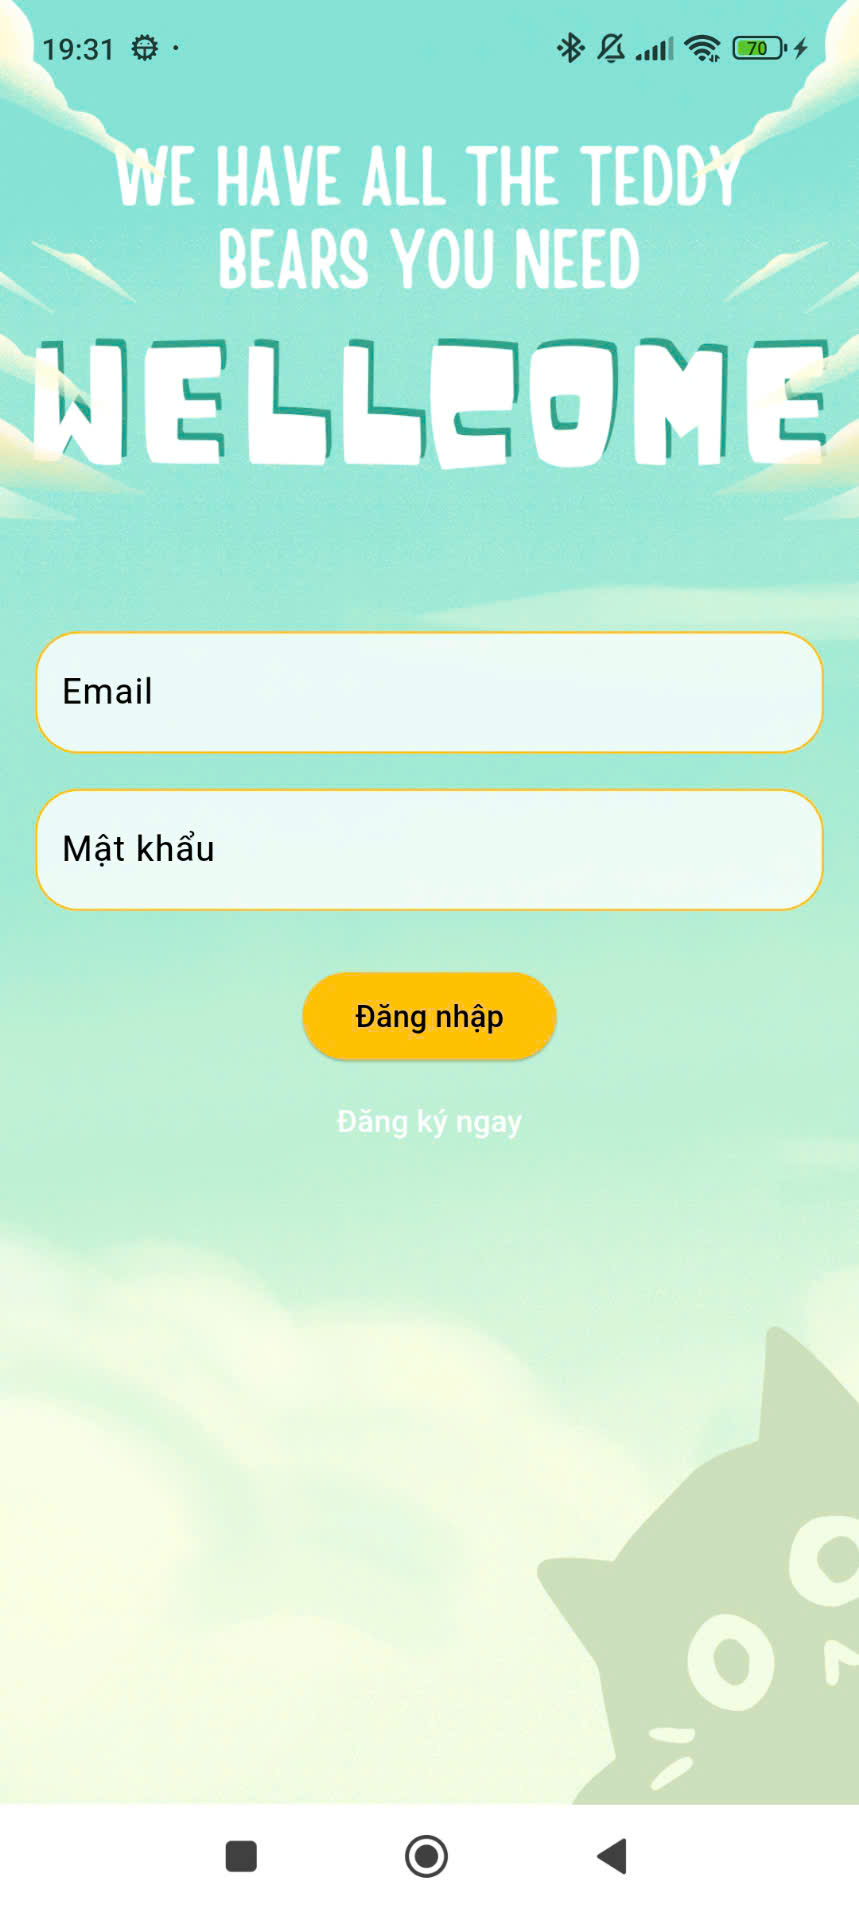 19:31
70
WE HAVE ALL THE TEDDY
BEARS YOU NEED
WELLCOME
Email
Mật khẩu
Đăng nhập
Đăng ký ngay